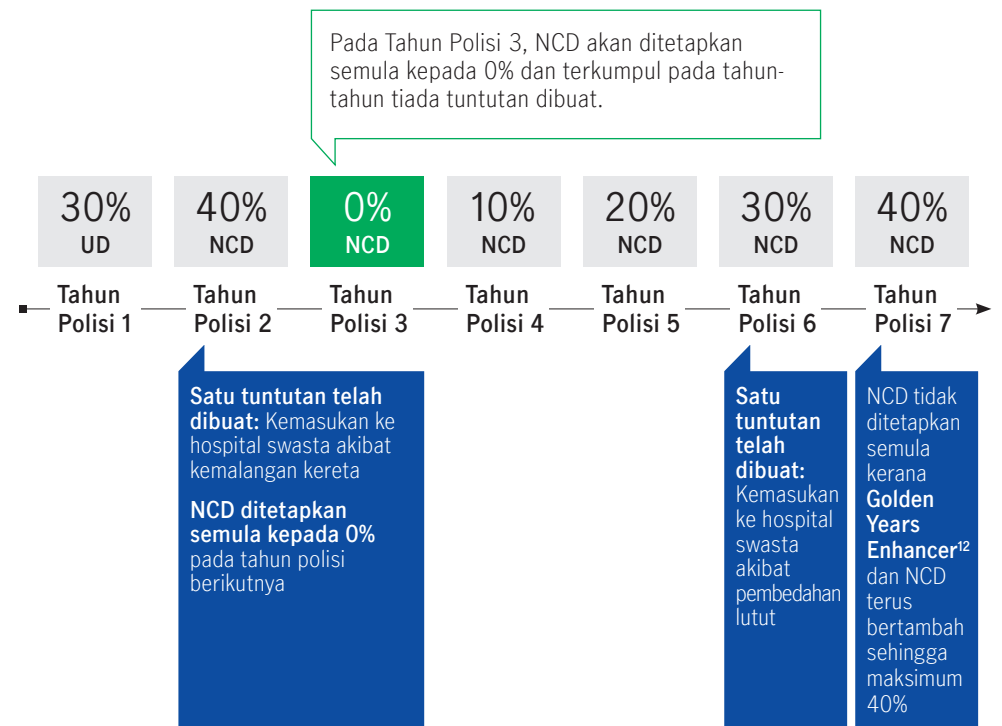 Pada Tahun Polisi 3, NCD akan ditetapkan
semula kepada 0% dan terkumpul pada tahun-
tahun tiada tuntutan dibuat.
30%
UD
40%
NCD
0%
NCD
10%
NCD
20%
NCD
30%
NCD
40%
NCD
Tahun
Polisi 1
Tahun
Polisi 2
Tahun
Polisi 3
Tahun
Polisi 4
Tahun
Polisi 5
Tahun
Polisi 6
Tahun
Polisi 7
Satu tuntutan telah
dibuat: Kemasukan ke
hospital swasta akibat
kemalangan kereta
NCD ditetapkan
semula kepada 0%
pada tahun polisi
berikutnya
Satu
tuntutan
telah
dibuat:
Kemasukan
ke hospital
swasta
akibat
pembedahan
lutut
NCD tidak
ditetapkan
semula
kerana
Golden
Years
Enhancer¹²
dan NCD
terus
bertambah
sehingga
maksimum
40%